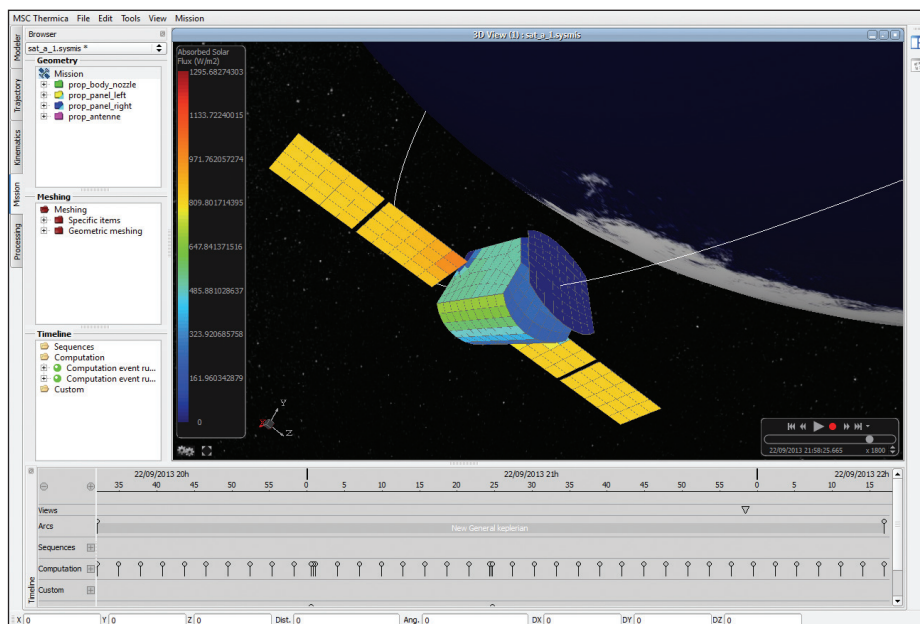 MSC Thermica File Edit Tools View Mission
Browser
sat_a_1.sysmis *
Geometry
Mission
prop_body_nozzle
prop_panel_left
prop_panel_right
prop_antenne
Meshing
Meshing
Specific items
Geometric meshing
Timeline
Sequences
Computation
Computation event ru...
Computation event ru...
Custom
Modeler
Trajectory
Kinematics
Mission
Processing
3D View (1) : sat_a_1.sysmis
Absorbed Solar
Flux (W/m2)
1295.68274303
1133.72240015
971.762057274
809.801714395
647.841371516
485.881028637
323.920685758
161.960342879
0
Y
Z
22/09/2013 21:58:25.665 x 1800
22/09/2013 20h 22/09/2013 21h 22/09/2013 22h
35 40 45 50 55 0 5 10 15 20 25 30 35 40 45 50 55 0 5 10 15
Views
Arcs
New General keplerian
Sequences
Computation
Custom
Timeline
X 0 Y 0 Z 0 Dist. 0 Ang. 0 DX 0 DY 0 DZ 0